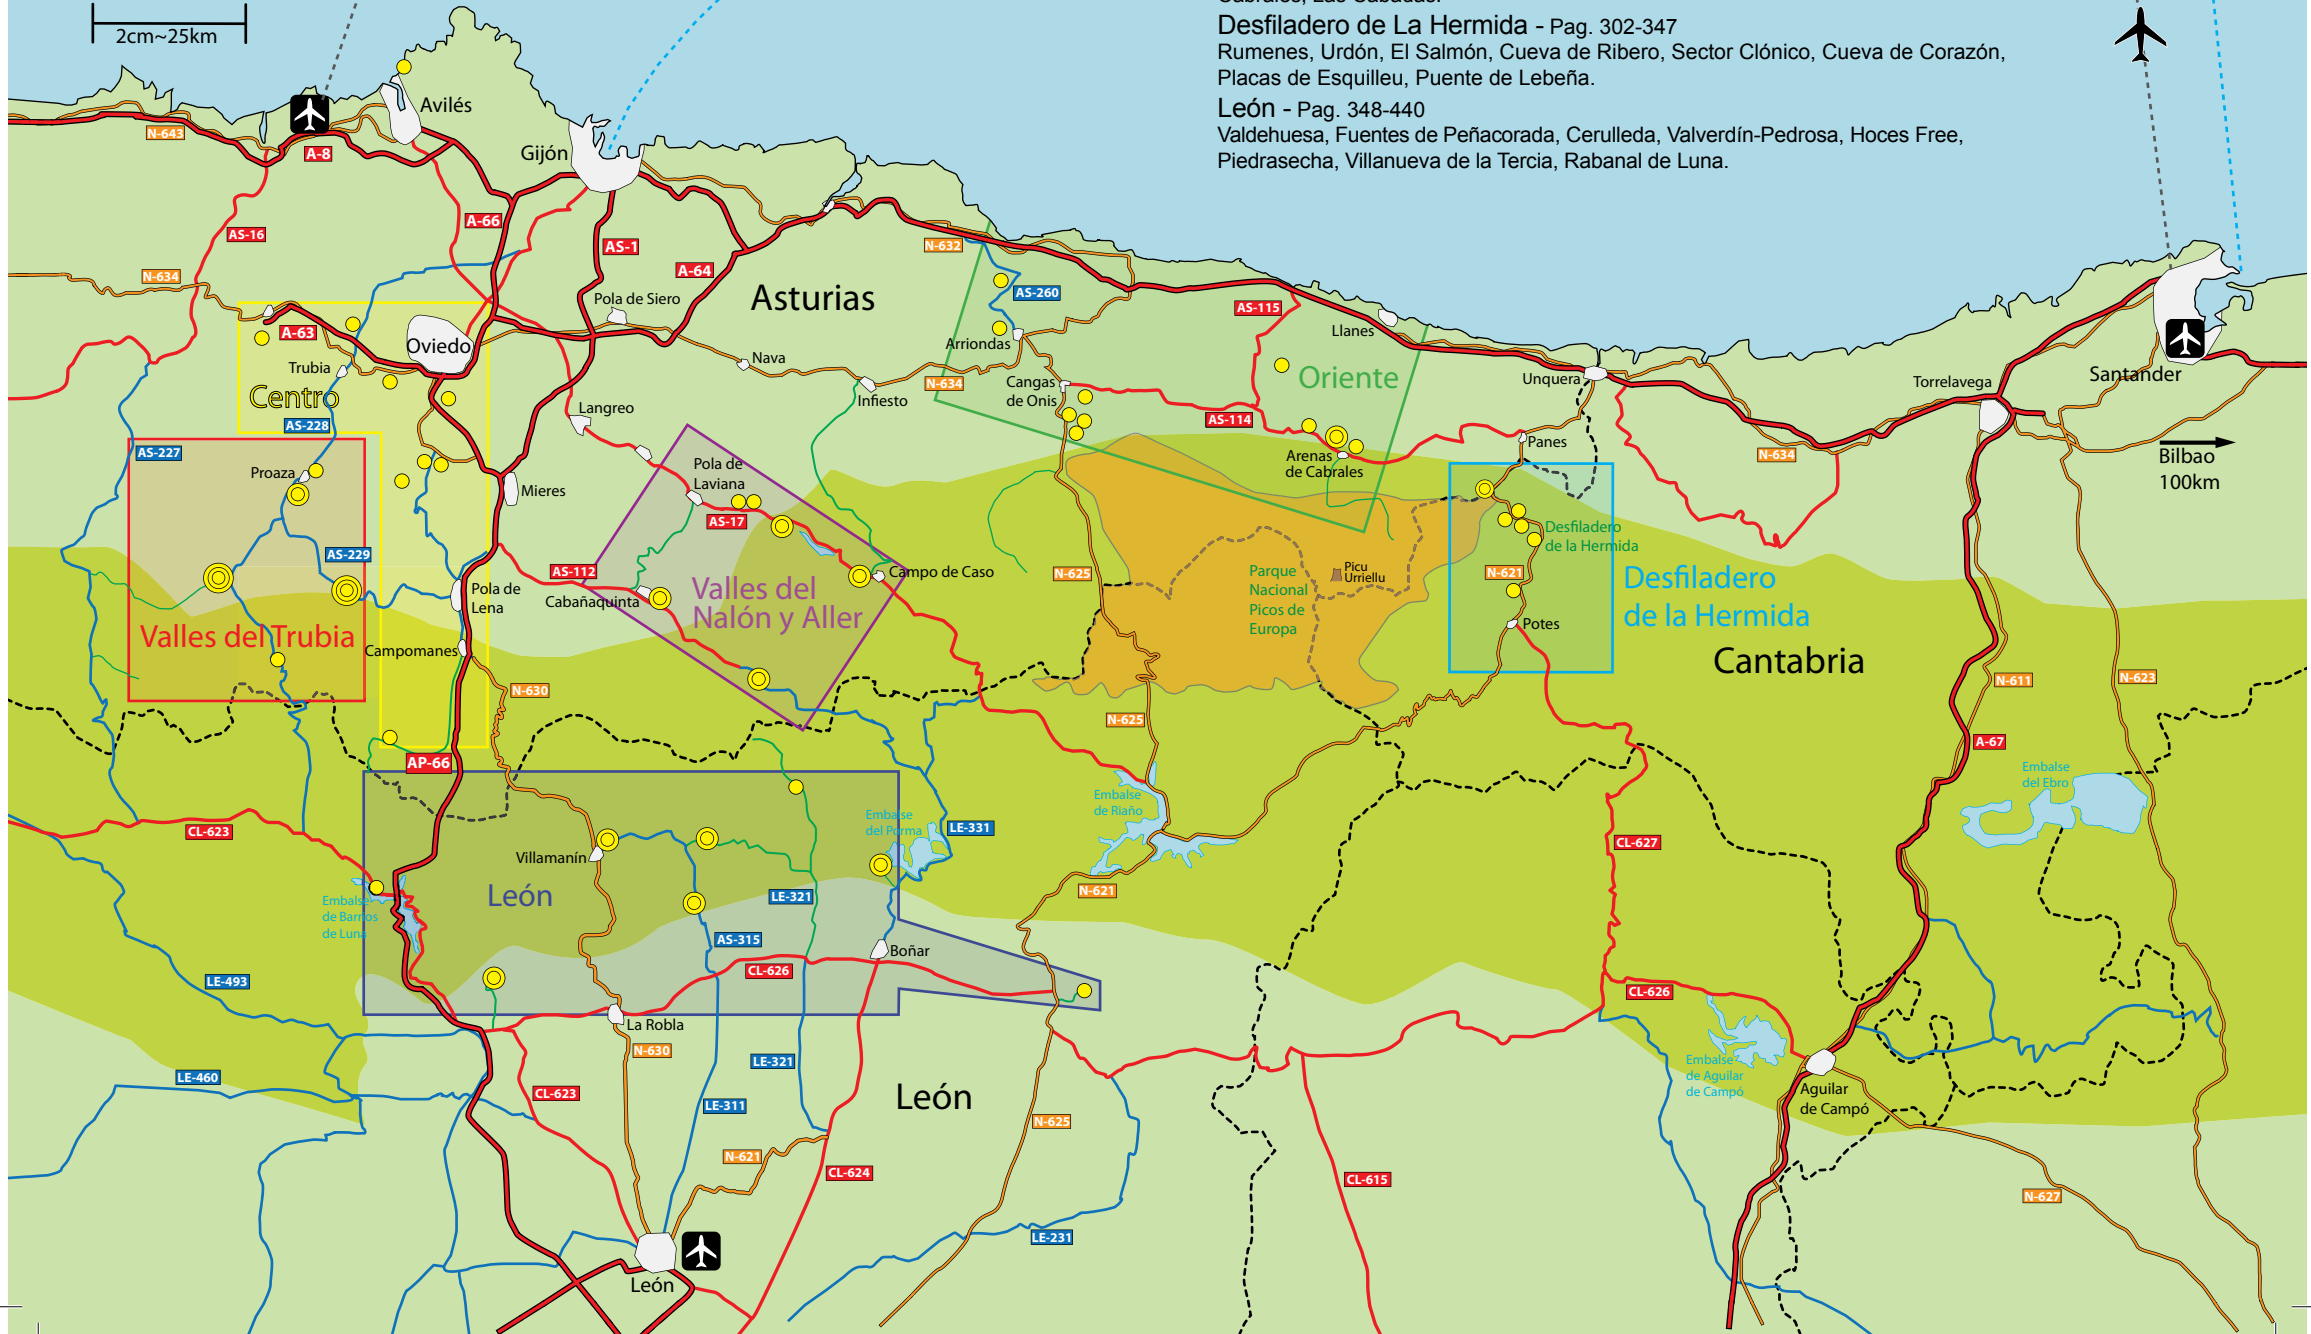 Cabrales, Las Cabañas.
Desfiladero de La Hermida - Pag. 302-347
Rumenes, Urdón, El Salmón, Cueva de Ribero, Sector Clónico, Cueva de Corazón,
Placas de Esquilleu, Puente de Lebeña.
León - Pag. 348-440
Valdehuesa, Fuentes de Peñacorada, Cerulleda, Valverdín-Pedrosa, Hoces Free,
Piedrasecha, Villanueva de la Tercia, Rabanal de Luna.
2cm~25km
Avilés
N-643
A-8
Gijón
A-66
AS-16
AS-1
N-632
A-64
N-634
Pola de Siero
Asturias
AS-260
AS-115
A-63
Oviedo
Arriondas
Llanes
Trubia
Nava
Centro
Infiesto
N-634
Cangas
de Onis
Oriente
Unquera
Torrelavega
Santander
Langreo
AS-228
AS-114
Panes
AS-227
Bilbao
100km
N-634
Arenas
de Cabrales
Proaza
Pola de
Laviana
Mieres
AS-17
Desfiladero
de la Hermida
AS-229
AS-112
Campo de Caso
N-625
Parque
Nacional
Picos de
Europa
Picu
Urriellu
N-621
Desfiladero
de la Hermida
Pola de
Lena
Cabañaquinta
Valles del
Nalón y Aller
Valles del Trubia
Potes
Campomanes
Cantabria
N-630
N-611
N-623
N-625
A-67
AP-66
Embalse
del Ebro
Embalse
de Riaño
Embalse
del Porma
LE-331
CL-623
CL-627
Villamanín
León
LE-321
N-621
Embalse
de Barrios
de Luna
AS-315
Boñar
CL-626
LE-493
CL-626
La Robla
N-630
LE-321
Embalse
de Aguilar
de Campó
LE-460
CL-623
León
LE-311
Aguilar
de Campó
N-625
N-621
CL-624
CL-615
N-627
LE-231
León